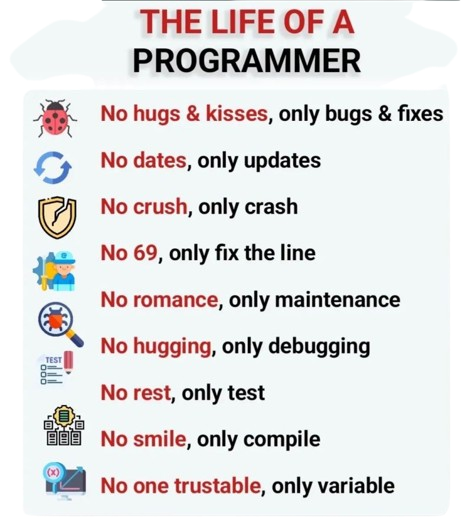 THE LIFE OF A
PROGRAMMER
No hugs & kisses, only bugs & fixes
No dates, only updates
No crush, only crash
No 69, only fix the line
No romance, only maintenance
No hugging, only debugging
TEST
No rest, only test
No smile, only compile
(x)
No one trustable, only variable